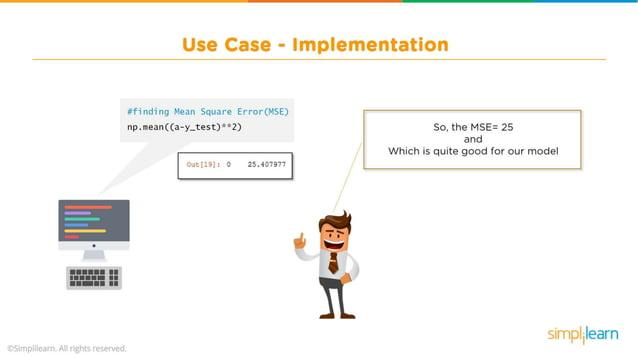 Use Case - Implementation
#finding Mean Square Error(MSE)
np.mean((a-y_test)**2)
Out[19]: 0 25.407977
So, the MSE= 25
and
Which is quite good for our model
simplilearn
©Simplilearn. All rights reserved.